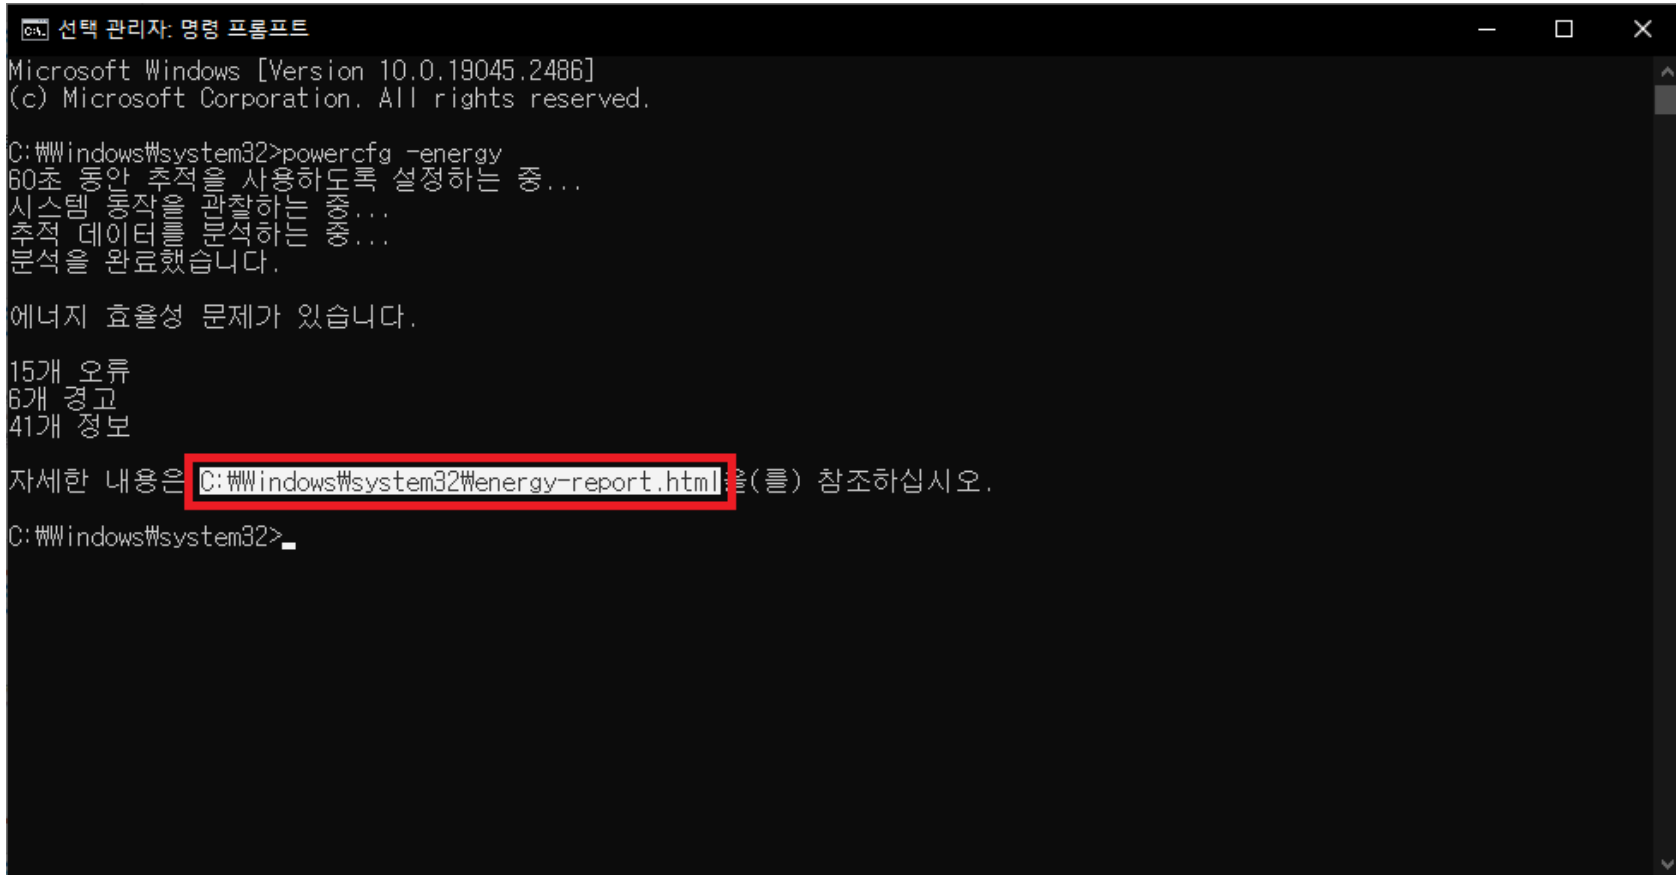 선택 관리자: 명령 프롬프트
Microsoft Windows [Version 10.0.19045.2486]
(c) Microsoft Corporation. All rights reserved.
C:₩Windows₩system32>powercfg -energy
60초 동안 추적을 사용하도록 설정하는 중...
시스템 동작을 관찰하는 중...
추적 데이터를 분석하는 중...
분석을 완료했습니다.
에너지 효율성 문제가 있습니다.
15개 오류
6개 경고
41개 정보
자세한 내용은 C:₩Windows₩system32₩energy-report.html을(를) 참조하십시오.
C:₩Windows₩system32>